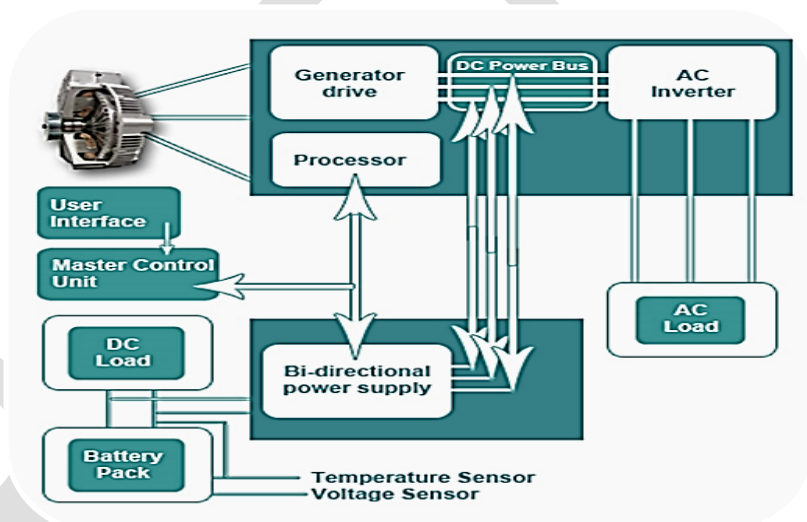 Generator
drive
DC Power Bus
AC
Inverter
Processor
User
Interface
Master Control
Unit
DC
Load
Bi-directional
power supply
AC
Load
Battery
Pack
Temperature Sensor
Voltage Sensor